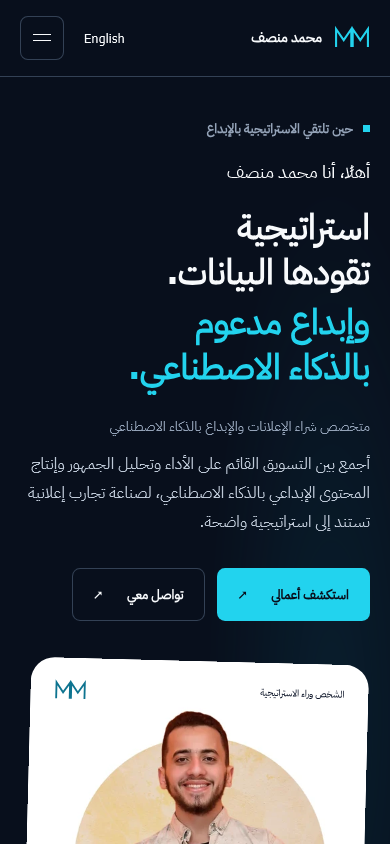 محمد منصف
English
حين تلتقي الاستراتيجية بالإبداع
أهلًا، أنا محمد منصف
استراتيجية
تقودها البيانات.
وإبداع مدعوم
بالذكاء الاصطناعي.
متخصص شراء الإعلانات والإبداع بالذكاء الاصطناعي
أجمع بين التسويق القائم على الأداء وتحليل الجمهور وإنتاج
المحتوى الإبداعي بالذكاء الاصطناعي، لصناعة تجارب إعلانية
تستند إلى استراتيجية واضحة.
استكشف أعمالي ↗
تواصل معي ↗
الشخص وراء الاستراتيجية